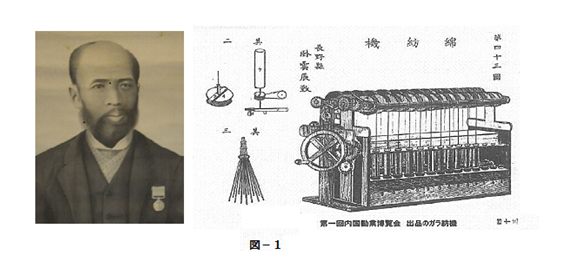 第四十三圖
綿紡機
長野縣
臥雲辰致
其二
其三
第一回内国勧業博覧会 出品のガラ紡機
図−1